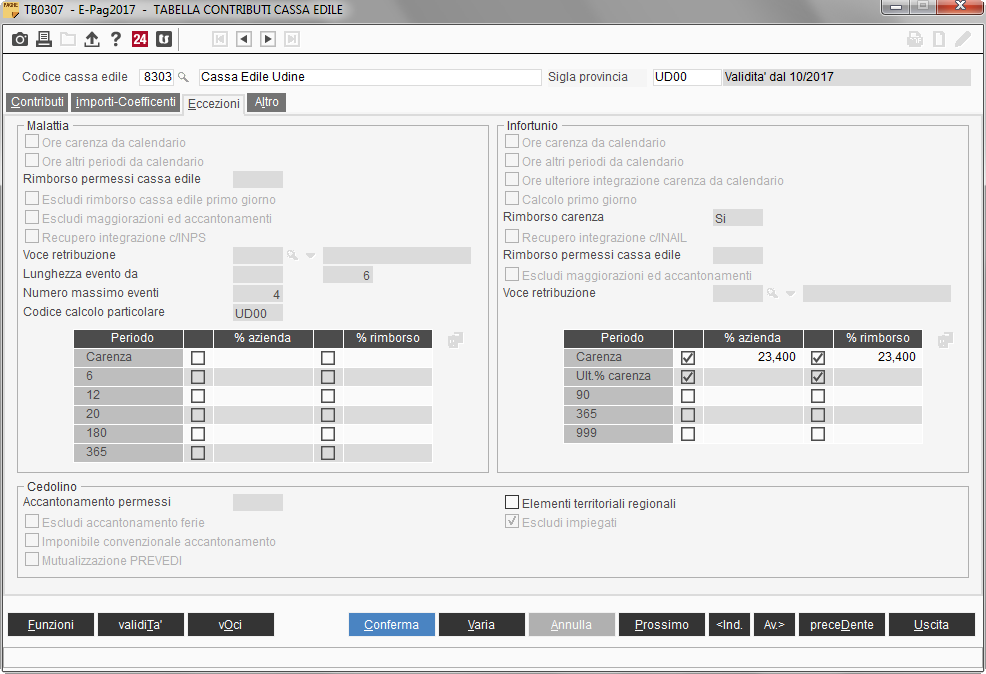 TB0307 - E-Pag2017 - TABELLA CONTRIBUTI CASSA EDILE
24
Codice cassa edile 8303 Cassa Edile Udine Sigla provincia UD00 Validita' dal 10/2017
Contributi importi-Coefficenti Eccezioni Altro
Malattia
Ore carenza da calendario
Ore altri periodi da calendario
Rimborso permessi cassa edile
Escludi rimborso cassa edile primo giorno
Escludi maggiorazioni ed accantonamenti
Recupero integrazione c/INPS
Voce retribuzione
Lunghezza evento da 6
Numero massimo eventi 4
Codice calcolo particolare UD00
Periodo % azienda % rimborso
Carenza
6
12
20
180
365
Infortunio
Ore carenza da calendario
Ore altri periodi da calendario
Ore ulteriore integrazione carenza da calendario
Calcolo primo giorno
Rimborso carenza Si
Recupero integrazione c/INAIL
Rimborso permessi cassa edile
Escludi maggiorazioni ed accantonamenti
Voce retribuzione
Periodo % azienda % rimborso
Carenza 23,400 23,400
Ult.% carenza
90
365
999
Cedolino
Accantonamento permessi
Escludi accantonamento ferie
Imponibile convenzionale accantonamento
Mutualizzazione PREVEDI
Elementi territoriali regionali
Escludi impiegati
Funzioni validiTa' vOci Conferma Varia Annulla Prossimo <Ind. Av.> preceDente Uscita